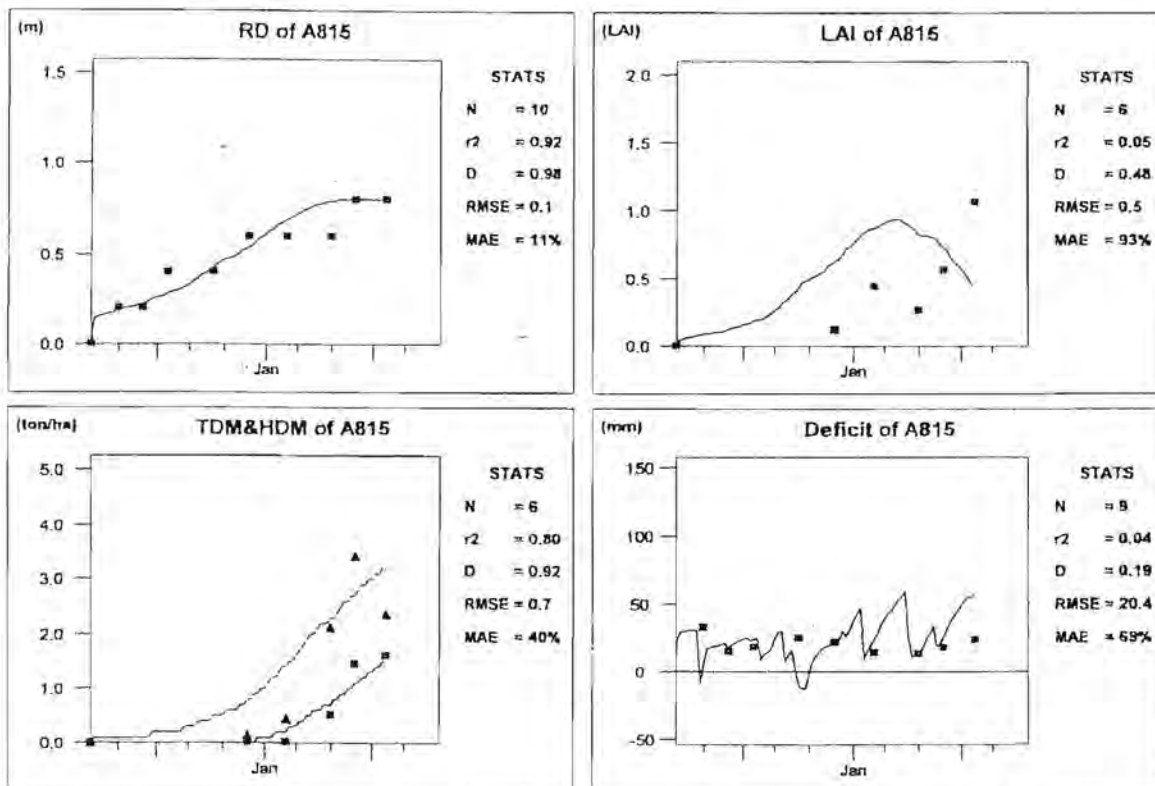 (m)
RD of A815
1.5
1.0
0.5
0.0
Jan
STATS
N = 10
r2 = 0.92
D = 0.98
RMSE = 0.1
MAE = 11%
(LAI)
LAI of A815
2.0
1.5
1.0
0.5
0.0
Jan
STATS
N = 6
r2 = 0.05
D = 0.48
RMSE = 0.5
MAE = 93%
(ton/ha)
TDM&HDM of A815
5.0
4.0
3.0
2.0
1.0
0.0
Jan
STATS
N = 6
r2 = 0.80
D = 0.92
RMSE = 0.7
MAE = 40%
(mm)
Deficit of A815
150
100
50
0
-50
Jan
STATS
N = 9
r2 = 0.04
D = 0.19
RMSE = 20.4
MAE = 69%